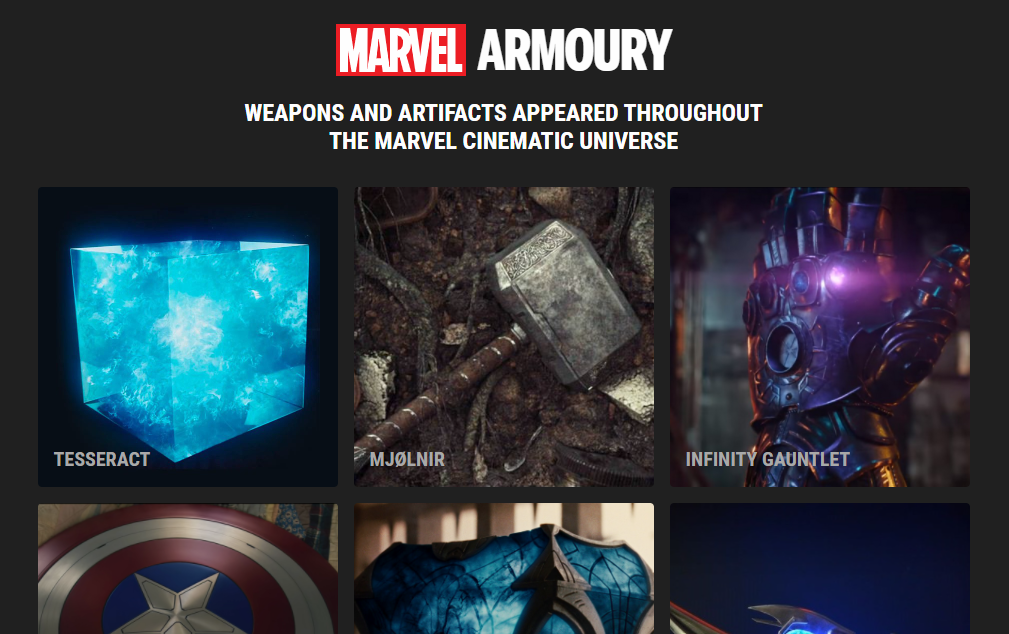 MARVEL ARMOURY
WEAPONS AND ARTIFACTS APPEARED THROUGHOUT
THE MARVEL CINEMATIC UNIVERSE
TESSERACT
MJØLNIR
INFINITY GAUNTLET